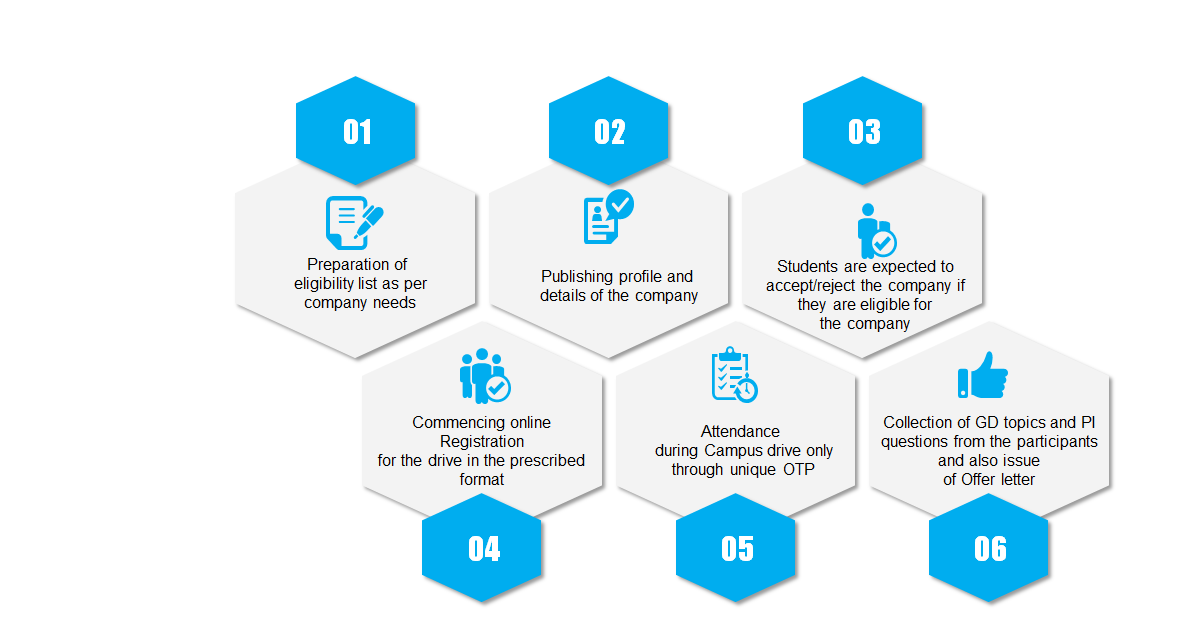 01
Preparation of
eligibility list as per
company needs
02
Publishing profile and
details of the company
03
Students are expected to
accept/reject the company if
they are eligible for
the company
Commencing online
Registration
for the drive in the prescribed
format
04
Attendance
during Campus drive only
through unique OTP
05
Collection of GD topics and PI
questions from the participants
and also issue
of Offer letter
06